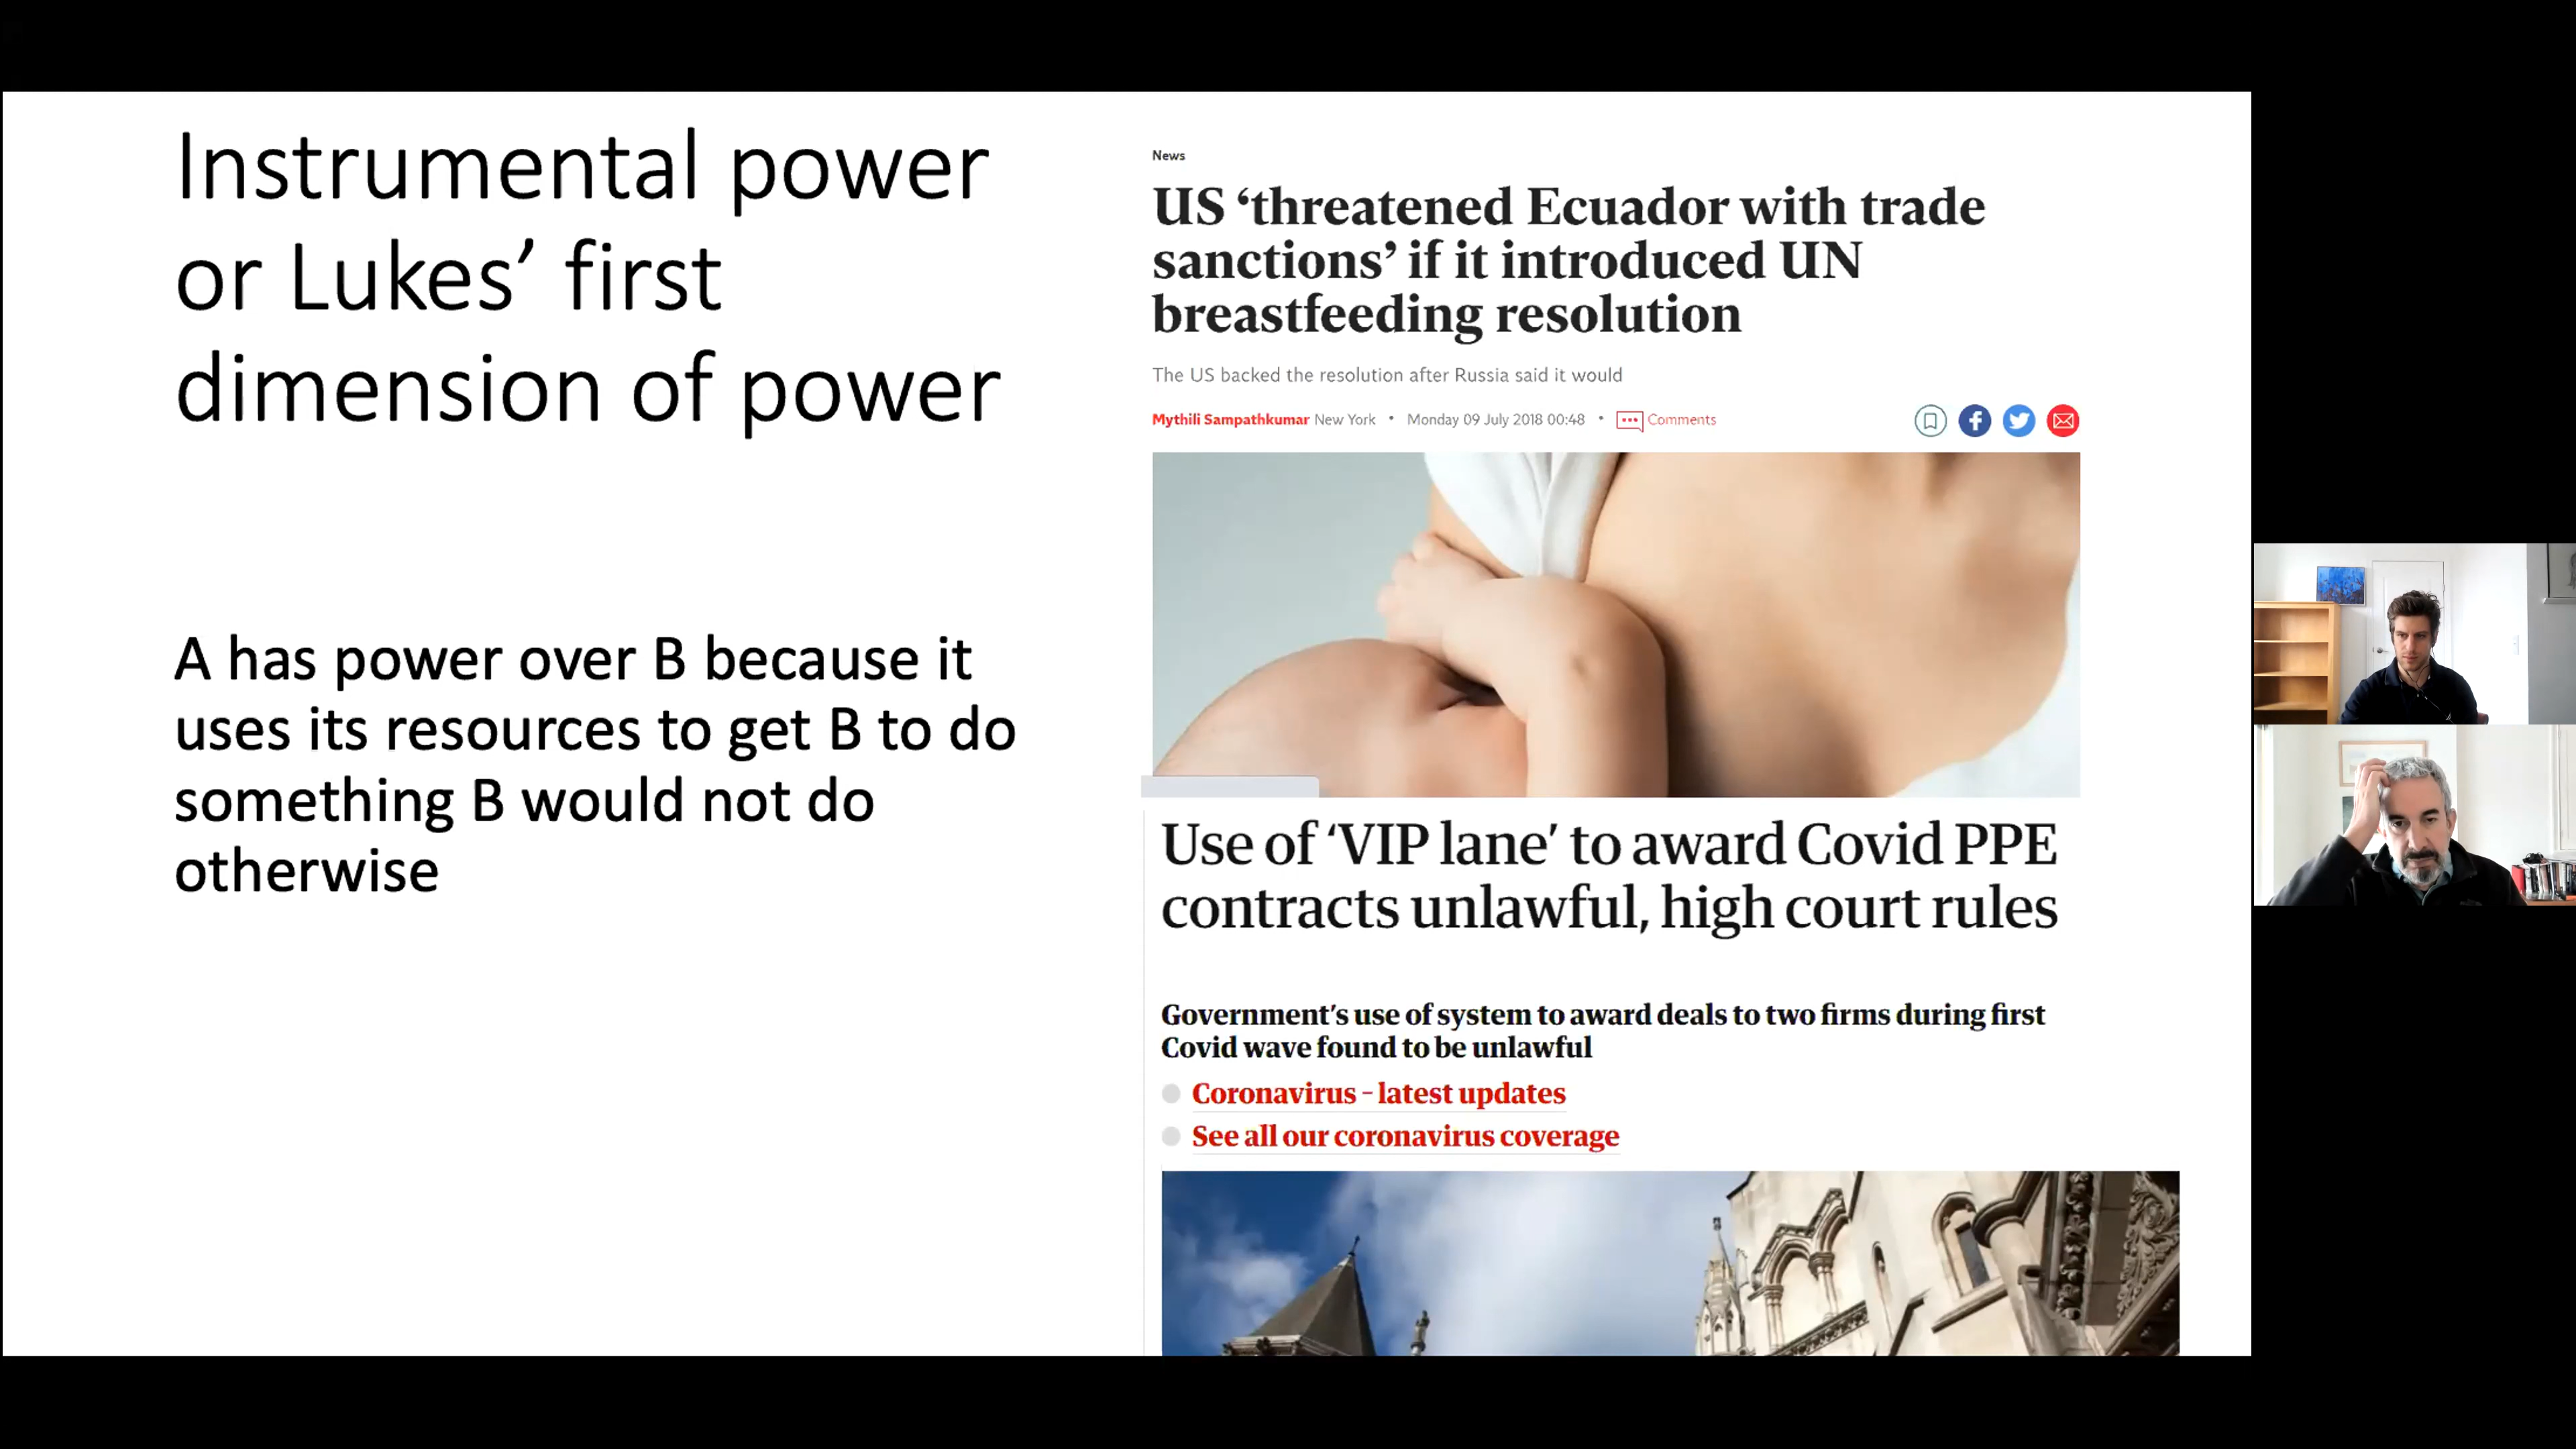 Instrumental power
or Lukes’ first
dimension of power
A has power over B because it
uses its resources to get B to do
something B would not do
otherwise
News
US ‘threatened Ecuador with trade
sanctions’ if it introduced UN
breastfeeding resolution
The US backed the resolution after Russia said it would
Mythili Sampathkumar New York • Monday 09 July 2018 00:48 • Comments
Use of ‘VIP lane’ to award Covid PPE
contracts unlawful, high court rules
Government’s use of system to award deals to two firms during first
Covid wave found to be unlawful
Coronavirus – latest updates
See all our coronavirus coverage